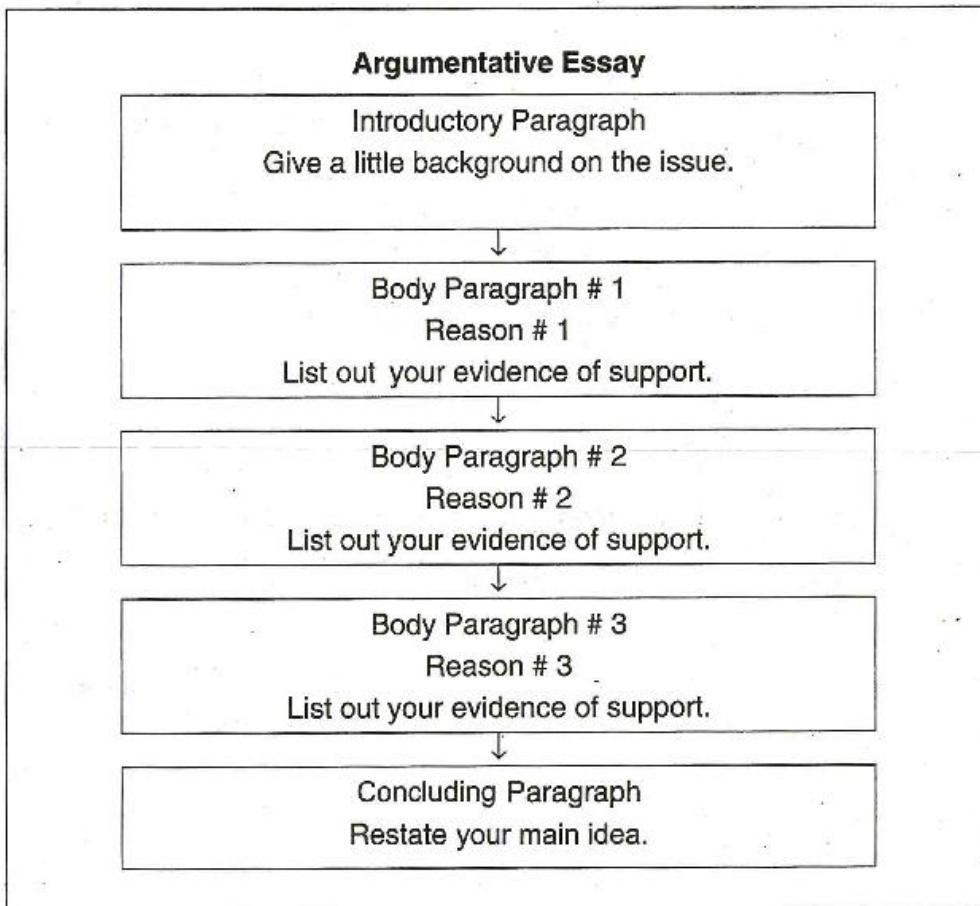 Argumentative Essay
Introductory Paragraph
Give a little background on the issue.
Body Paragraph # 1
Reason # 1
List out your evidence of support.
Body Paragraph # 2
Reason # 2
List out your evidence of support.
Body Paragraph # 3
Reason # 3
List out your evidence of support.
Concluding Paragraph
Restate your main idea.